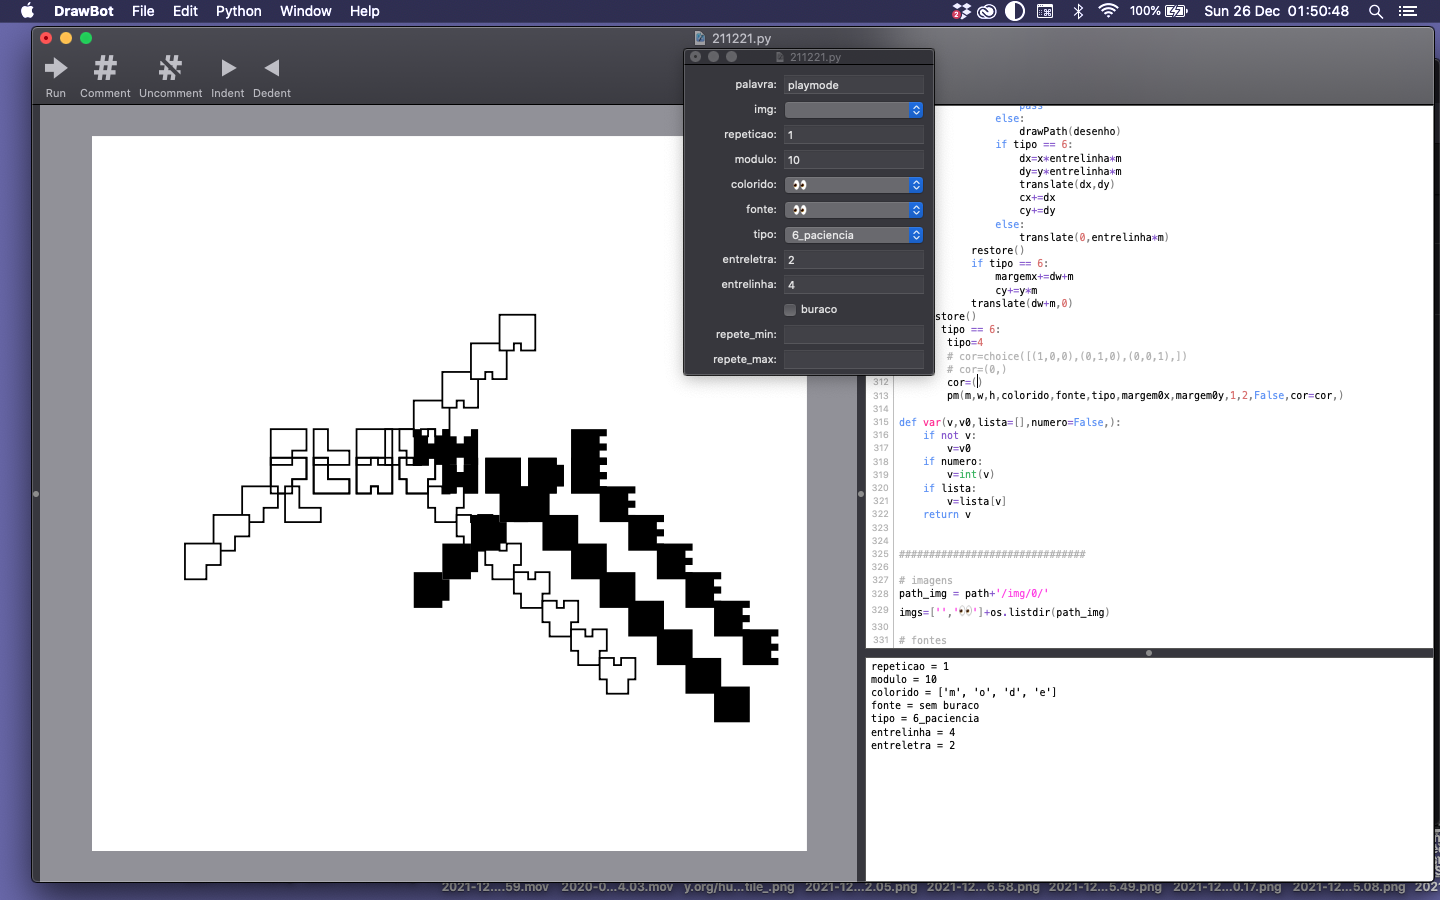 DrawBot File Edit Python Window Help
2
100% Sun 26 Dec 01:50:48
211221.py
Run Comment Uncomment Indent Dedent
211221.py
palavra: playmode
img:
repeticao: 1
modulo: 10
colorido: 👀
fonte: 👀
tipo: 6_paciencia
entreletra: 2
entrelinha: 4
buraco
repete_min:
repete_max:
pass
else:
drawPath(desenho)
if tipo == 6:
dx=x*entrelinha*m
dy=y*entrelinha*m
translate(dx,dy)
cx+=dx
cy+=dy
else:
translate(0,entrelinha*m)
restore()
if tipo == 6:
margemx+=dw+m
cy+=y*m
translate(dw+m,0)
store()
tipo == 6:
tipo=4
# cor=choice([(1,0,0),(0,1,0),(0,0,1),])
# cor=(0,)
312 cor=()
313 pm(m,w,h,colorido,fonte,tipo,margem0x,margem0y,1,2,False,cor=cor,)
314
315 def var(v,v0,lista=[],numero=False,):
316 if not v:
317 v=v0
318 if numero:
319 v=int(v)
320 if lista:
321 v=lista[v]
322 return v
323
324
325 ###############################
326
327 # imagens
328 path_img = path+'/img/0/'
329 imgs=['','👀']+os.listdir(path_img)
330
331 # fontes
repeticao = 1
modulo = 10
colorido = ['m', 'o', 'd', 'e']
fonte = sem buraco
tipo = 6_paciencia
entrelinha = 4
entreletra = 2
2021-12....59.mov 2020-0...4.03.mov y.org/hu...tile_.png 2021-12...2.05.png 2021-12...6.58.png 2021-12...5.49.png 2021-12...0.17.png 2021-12...5.08.png 2021